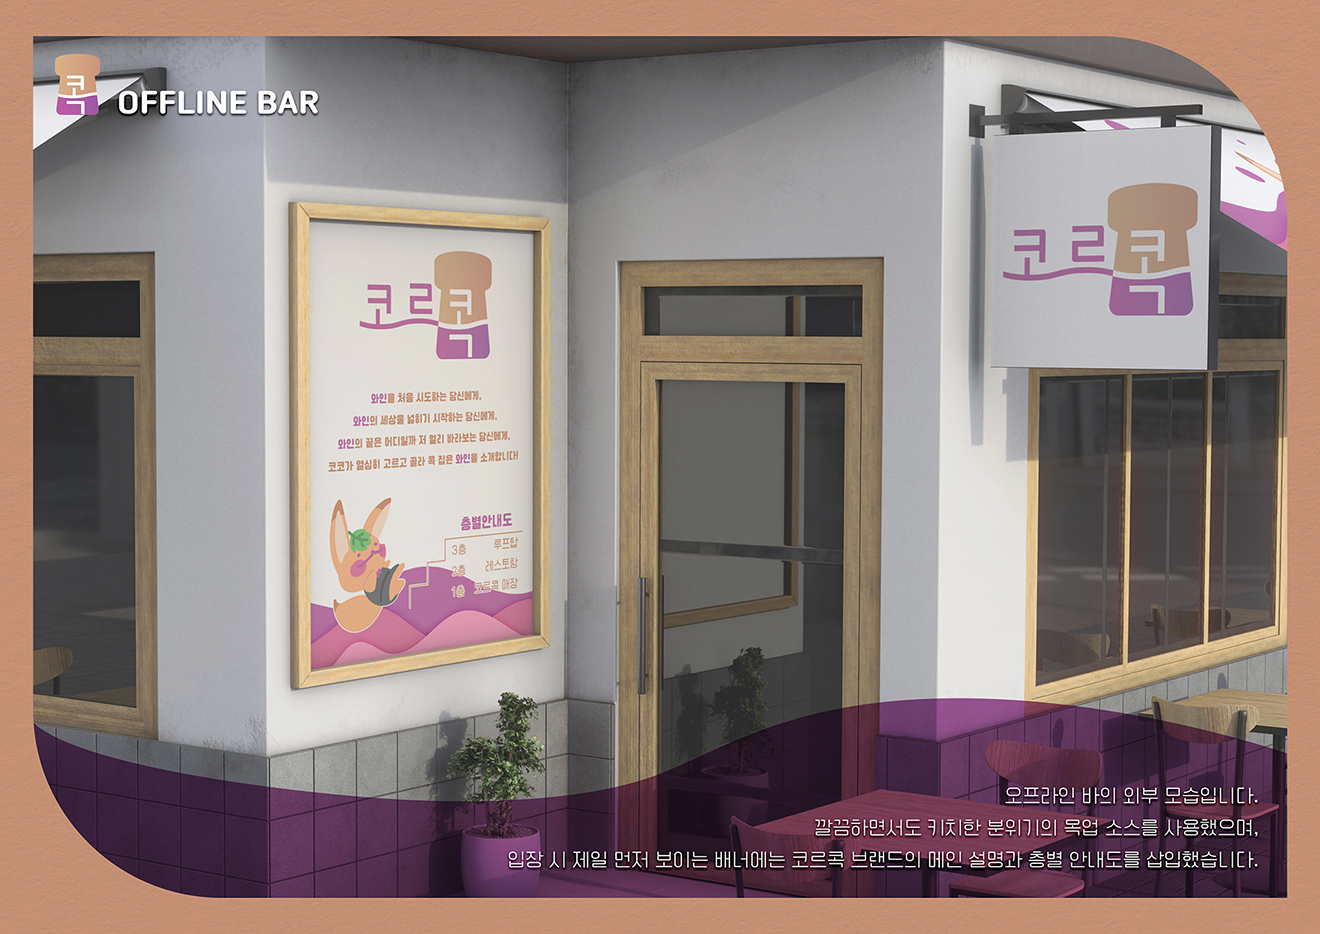 콕 OFFLINE BAR
코르콕
와인을 처음 시도하는 당신에게,
와인의 세상을 넓히기 시작하는 당신에게,
와인의 끝은 어디일까 저 멀리 바라보는 당신에게,
코코가 열심히 고르고 골라 콕 집은 와인을 소개합니다!
층별안내도
3층 루프탑
2층 레스토랑
1층 코르콕 매장
코르콕
오프라인 바의 외부 모습입니다.
깔끔하면서도 키치한 분위기의 목업 소스를 사용했으며,
입장 시 제일 먼저 보이는 배너에는 코르콕 브랜드의 메인 설명과 층별 안내도를 삽입했습니다.